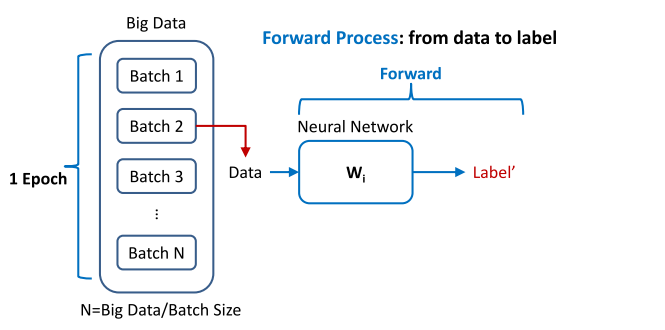 Big Data
Forward Process: from data to label
Batch 1
Forward
Batch 2
Neural Network
1 Epoch
Batch 3
Data
Wi
Label’
...
Batch N
N=Big Data/Batch Size